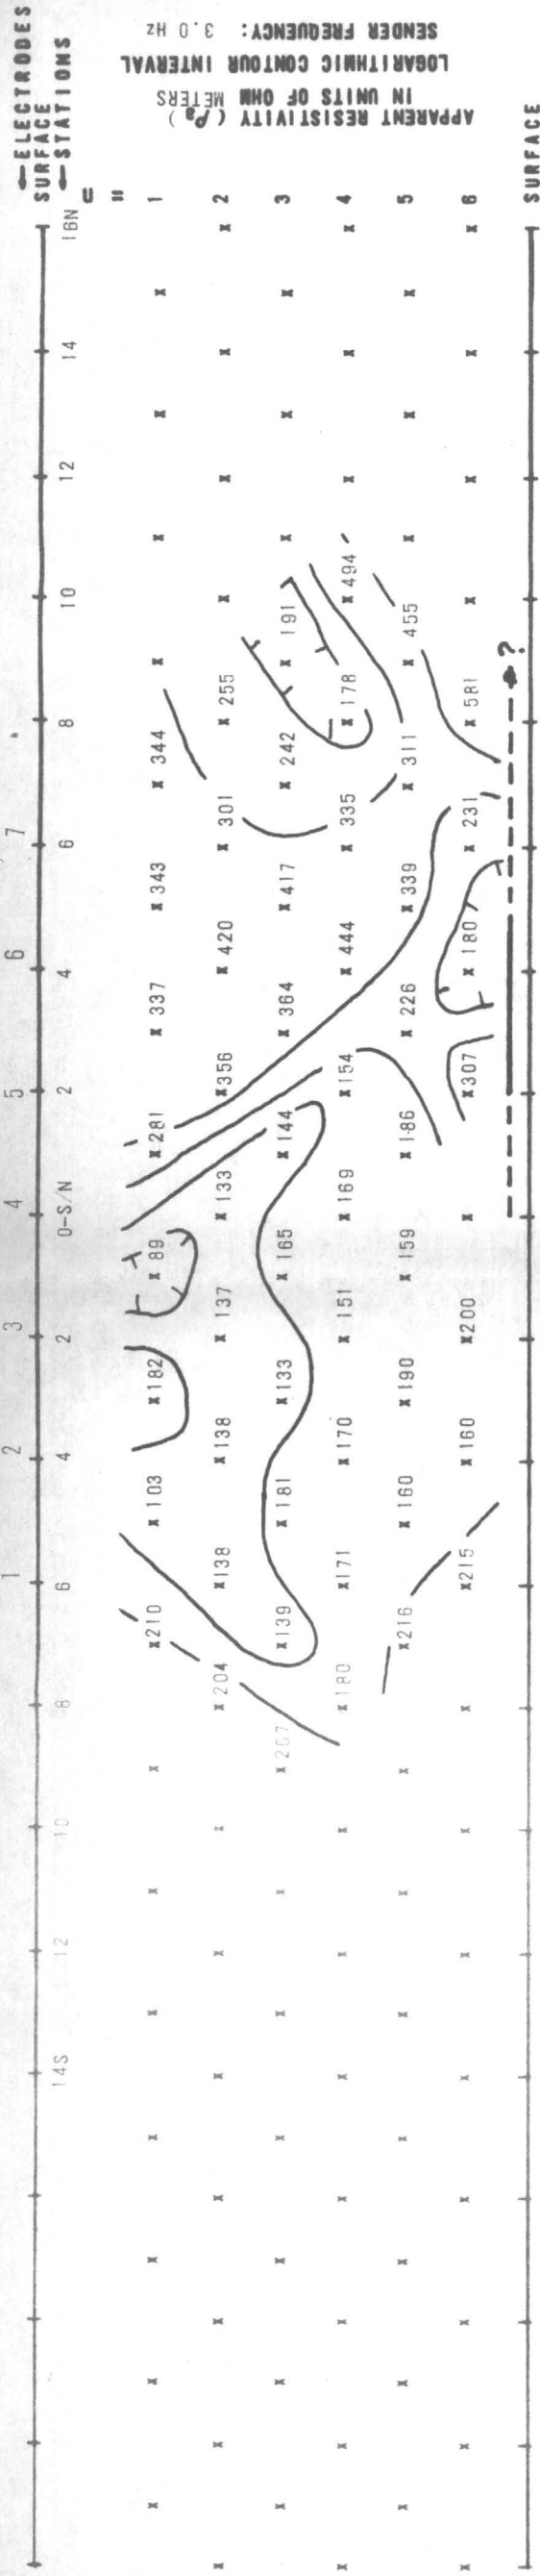 1 2 3 4 5 6 7 ←ELECTRODES
SURFACE
14S 12 10 8 6 4 2 0-S/N 2 4 6 8 10 12 14 16N ←STATIONS
n
=
210 103 182 89 281 337 343 344 1
204 138 138 137 133 356 420 301 255 2
139 181 133 165 144 364 417 242 191 3
180 171 170 151 169 154 444 335 178 494 4
216 160 190 159 186 226 339 311 455 5
215 160 200 307 180 231 581 6
?
SURFACE
APPARENT RESISTIVITY (ρa)
IN UNITS OF OHM METERS
LOGARITHMIC CONTOUR INTERVAL
SENDER FREQUENCY: 3.0 HZ